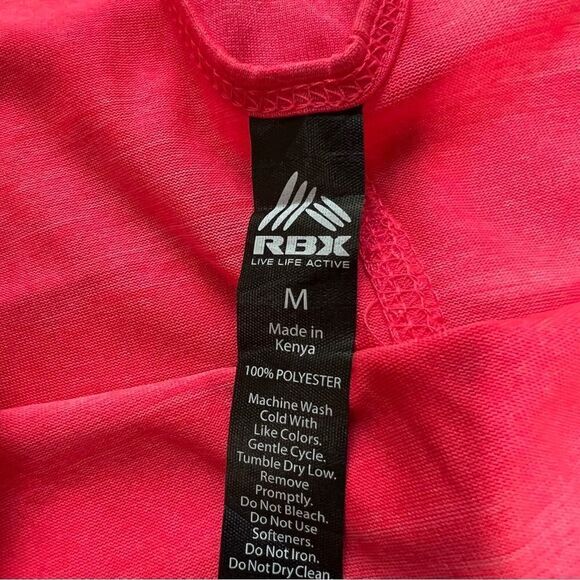 RBX
LIVE LIFE ACTIVE
M
Made in
Kenya
100% POLYESTER
Machine Wash
Cold With
Like Colors.
Gentle Cycle.
Tumble Dry Low.
Remove
Promptly.
Do Not Bleach.
Do Not Use
Softeners.
Do Not Iron.
Do Not Dry Clean.